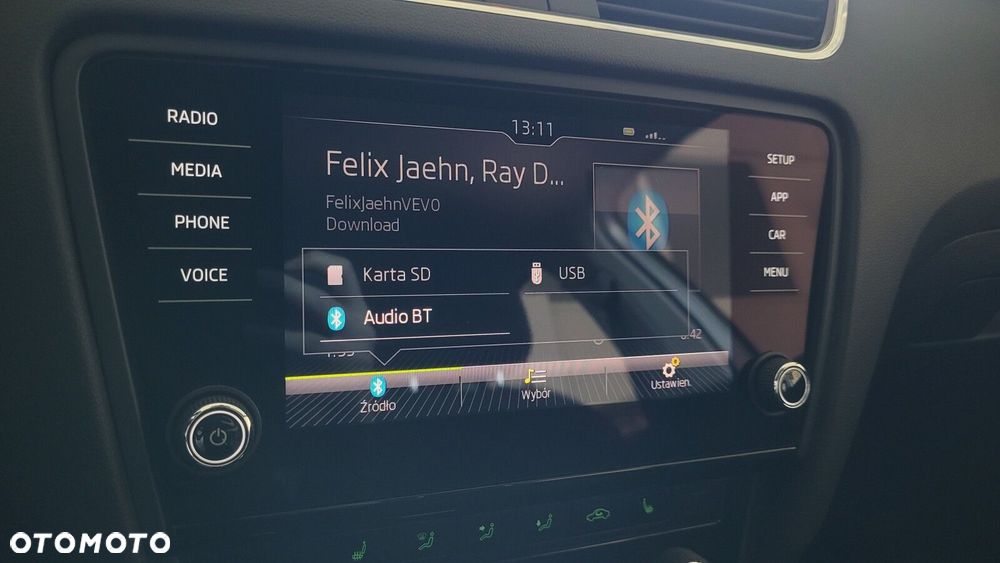 RADIO
MEDIA
PHONE
VOICE
13:11
Felix Jaehn, Ray D...
FelixJaehnVEVO
Download
Karta SD
USB
Audio BT
Źródło
Wybór
Ustawien.
SETUP
APP
CAR
MENU
OTOMOTO